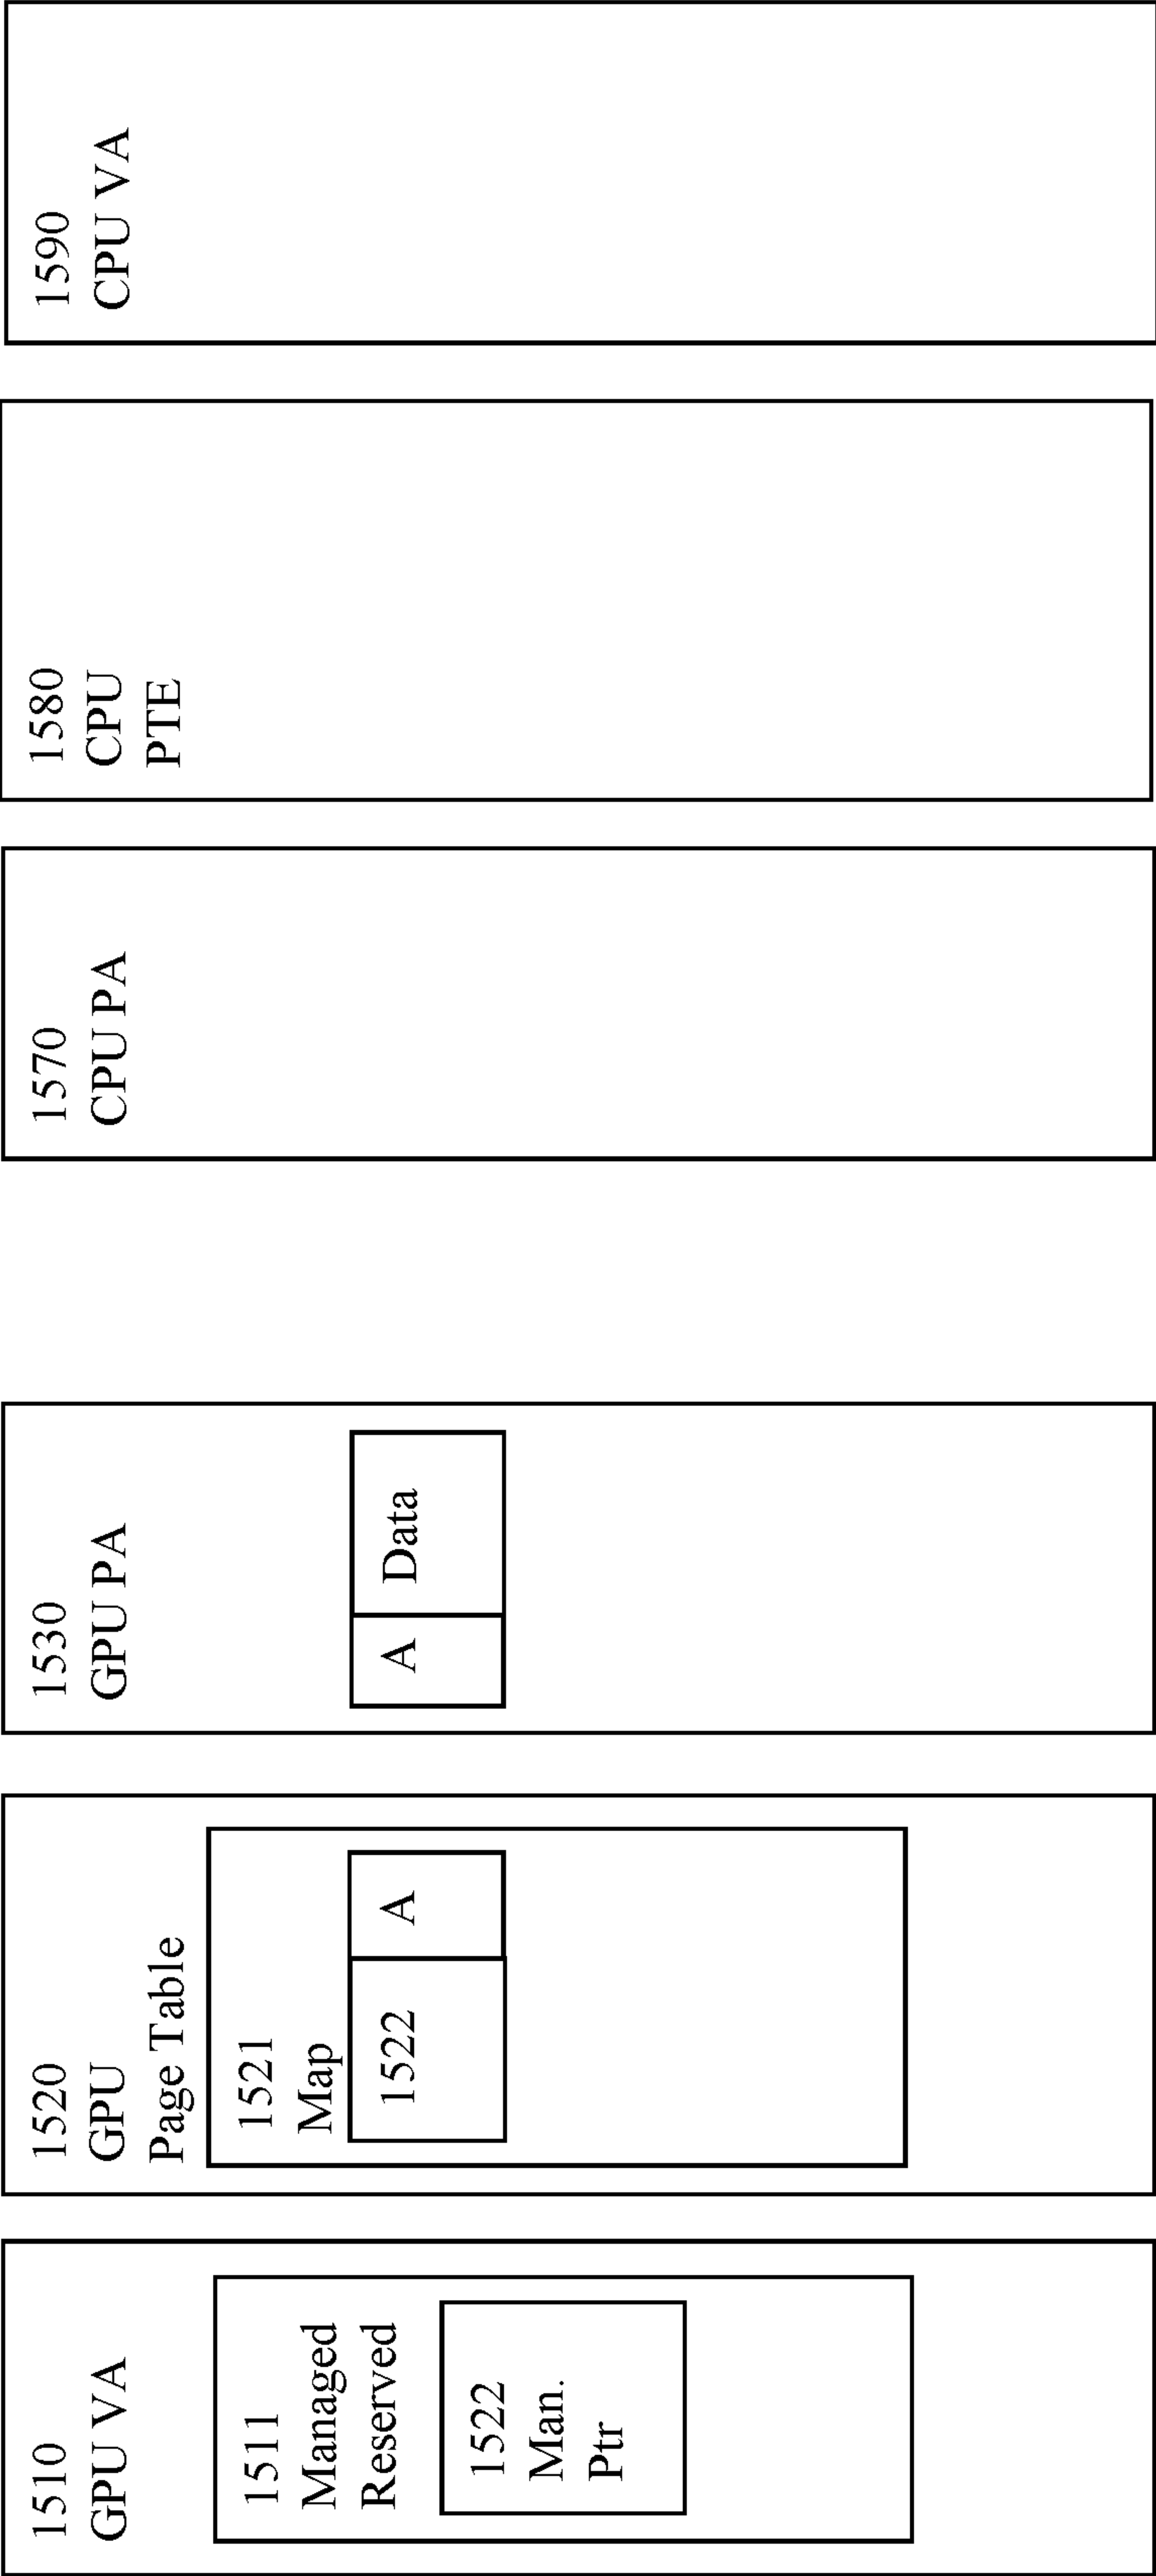 1510
GPU VA
1511
Managed
Reserved
1522
Man.
Ptr
1520
GPU
Page Table
1521
Map
1522
A
1530
GPU PA
A
Data
1570
CPU PA
1580
CPU
PTE
1590
CPU VA